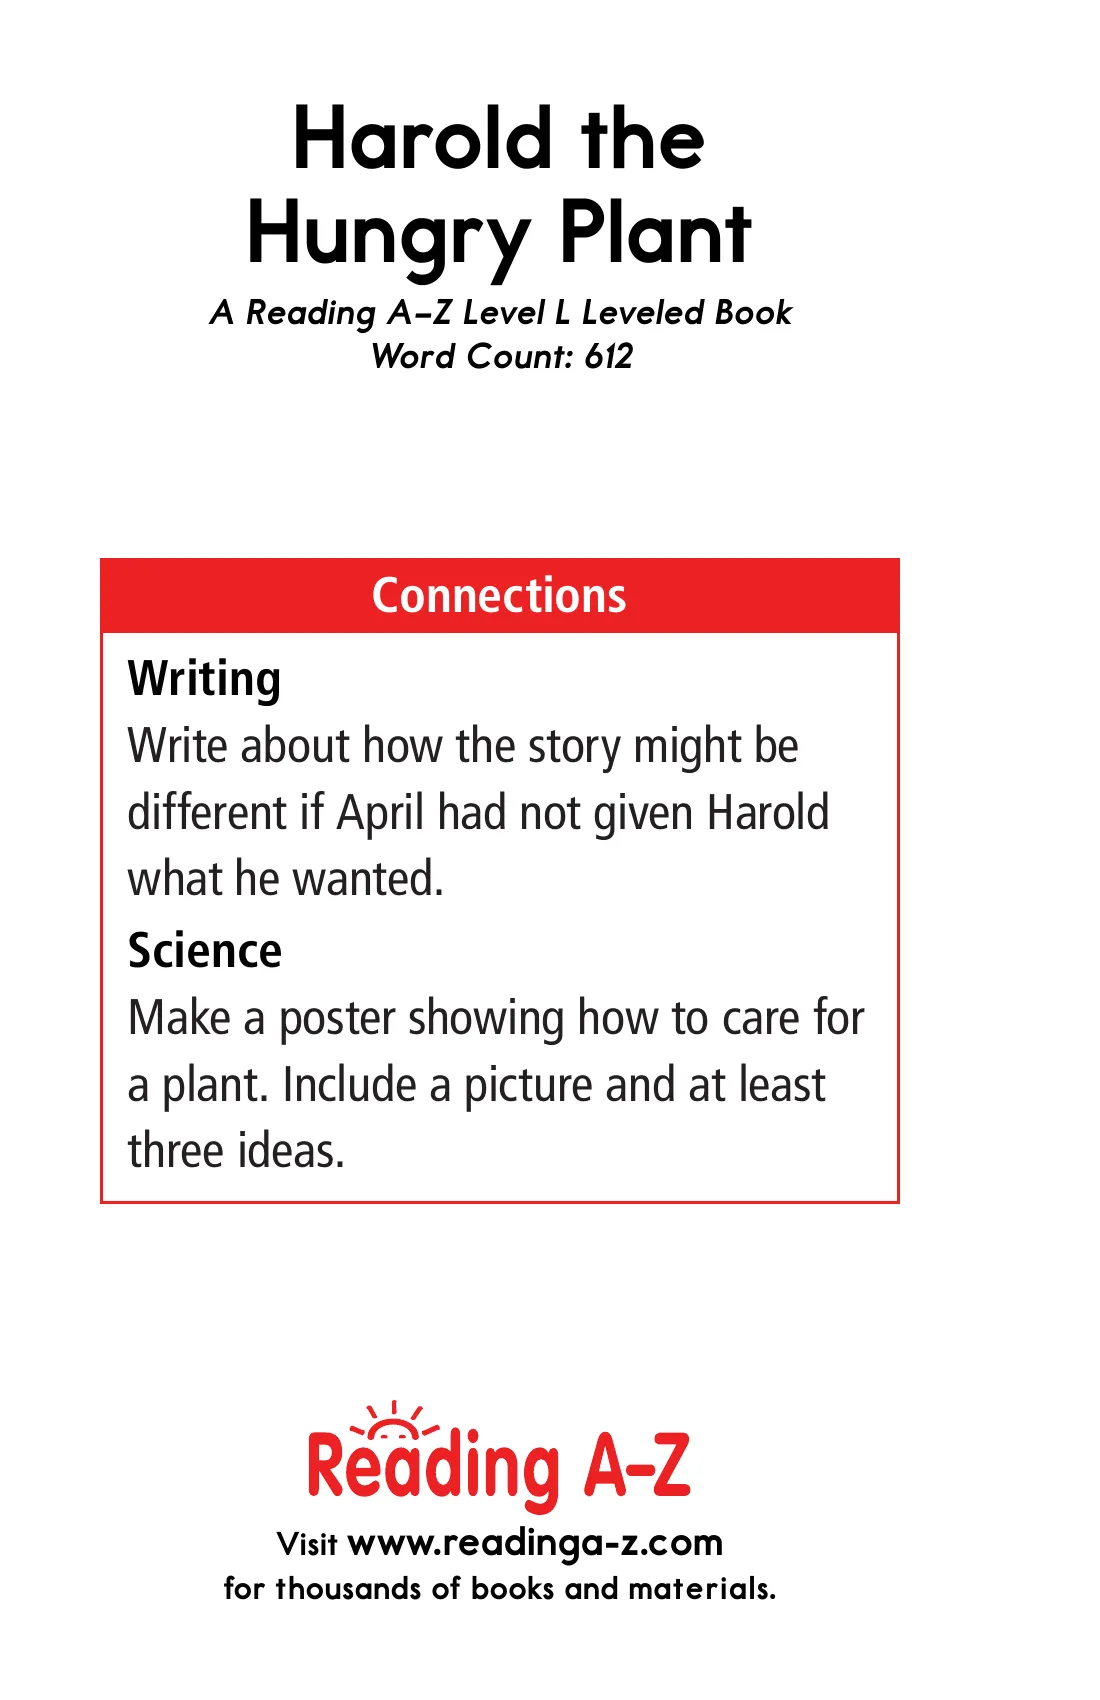 Harold the
Hungry Plant
A Reading A–Z Level L Leveled Book
Word Count: 612
Connections
Writing
Write about how the story might be
different if April had not given Harold
what he wanted.
Science
Make a poster showing how to care for
a plant. Include a picture and at least
three ideas.
Reading A–Z
Visit www.readinga-z.com
for thousands of books and materials.